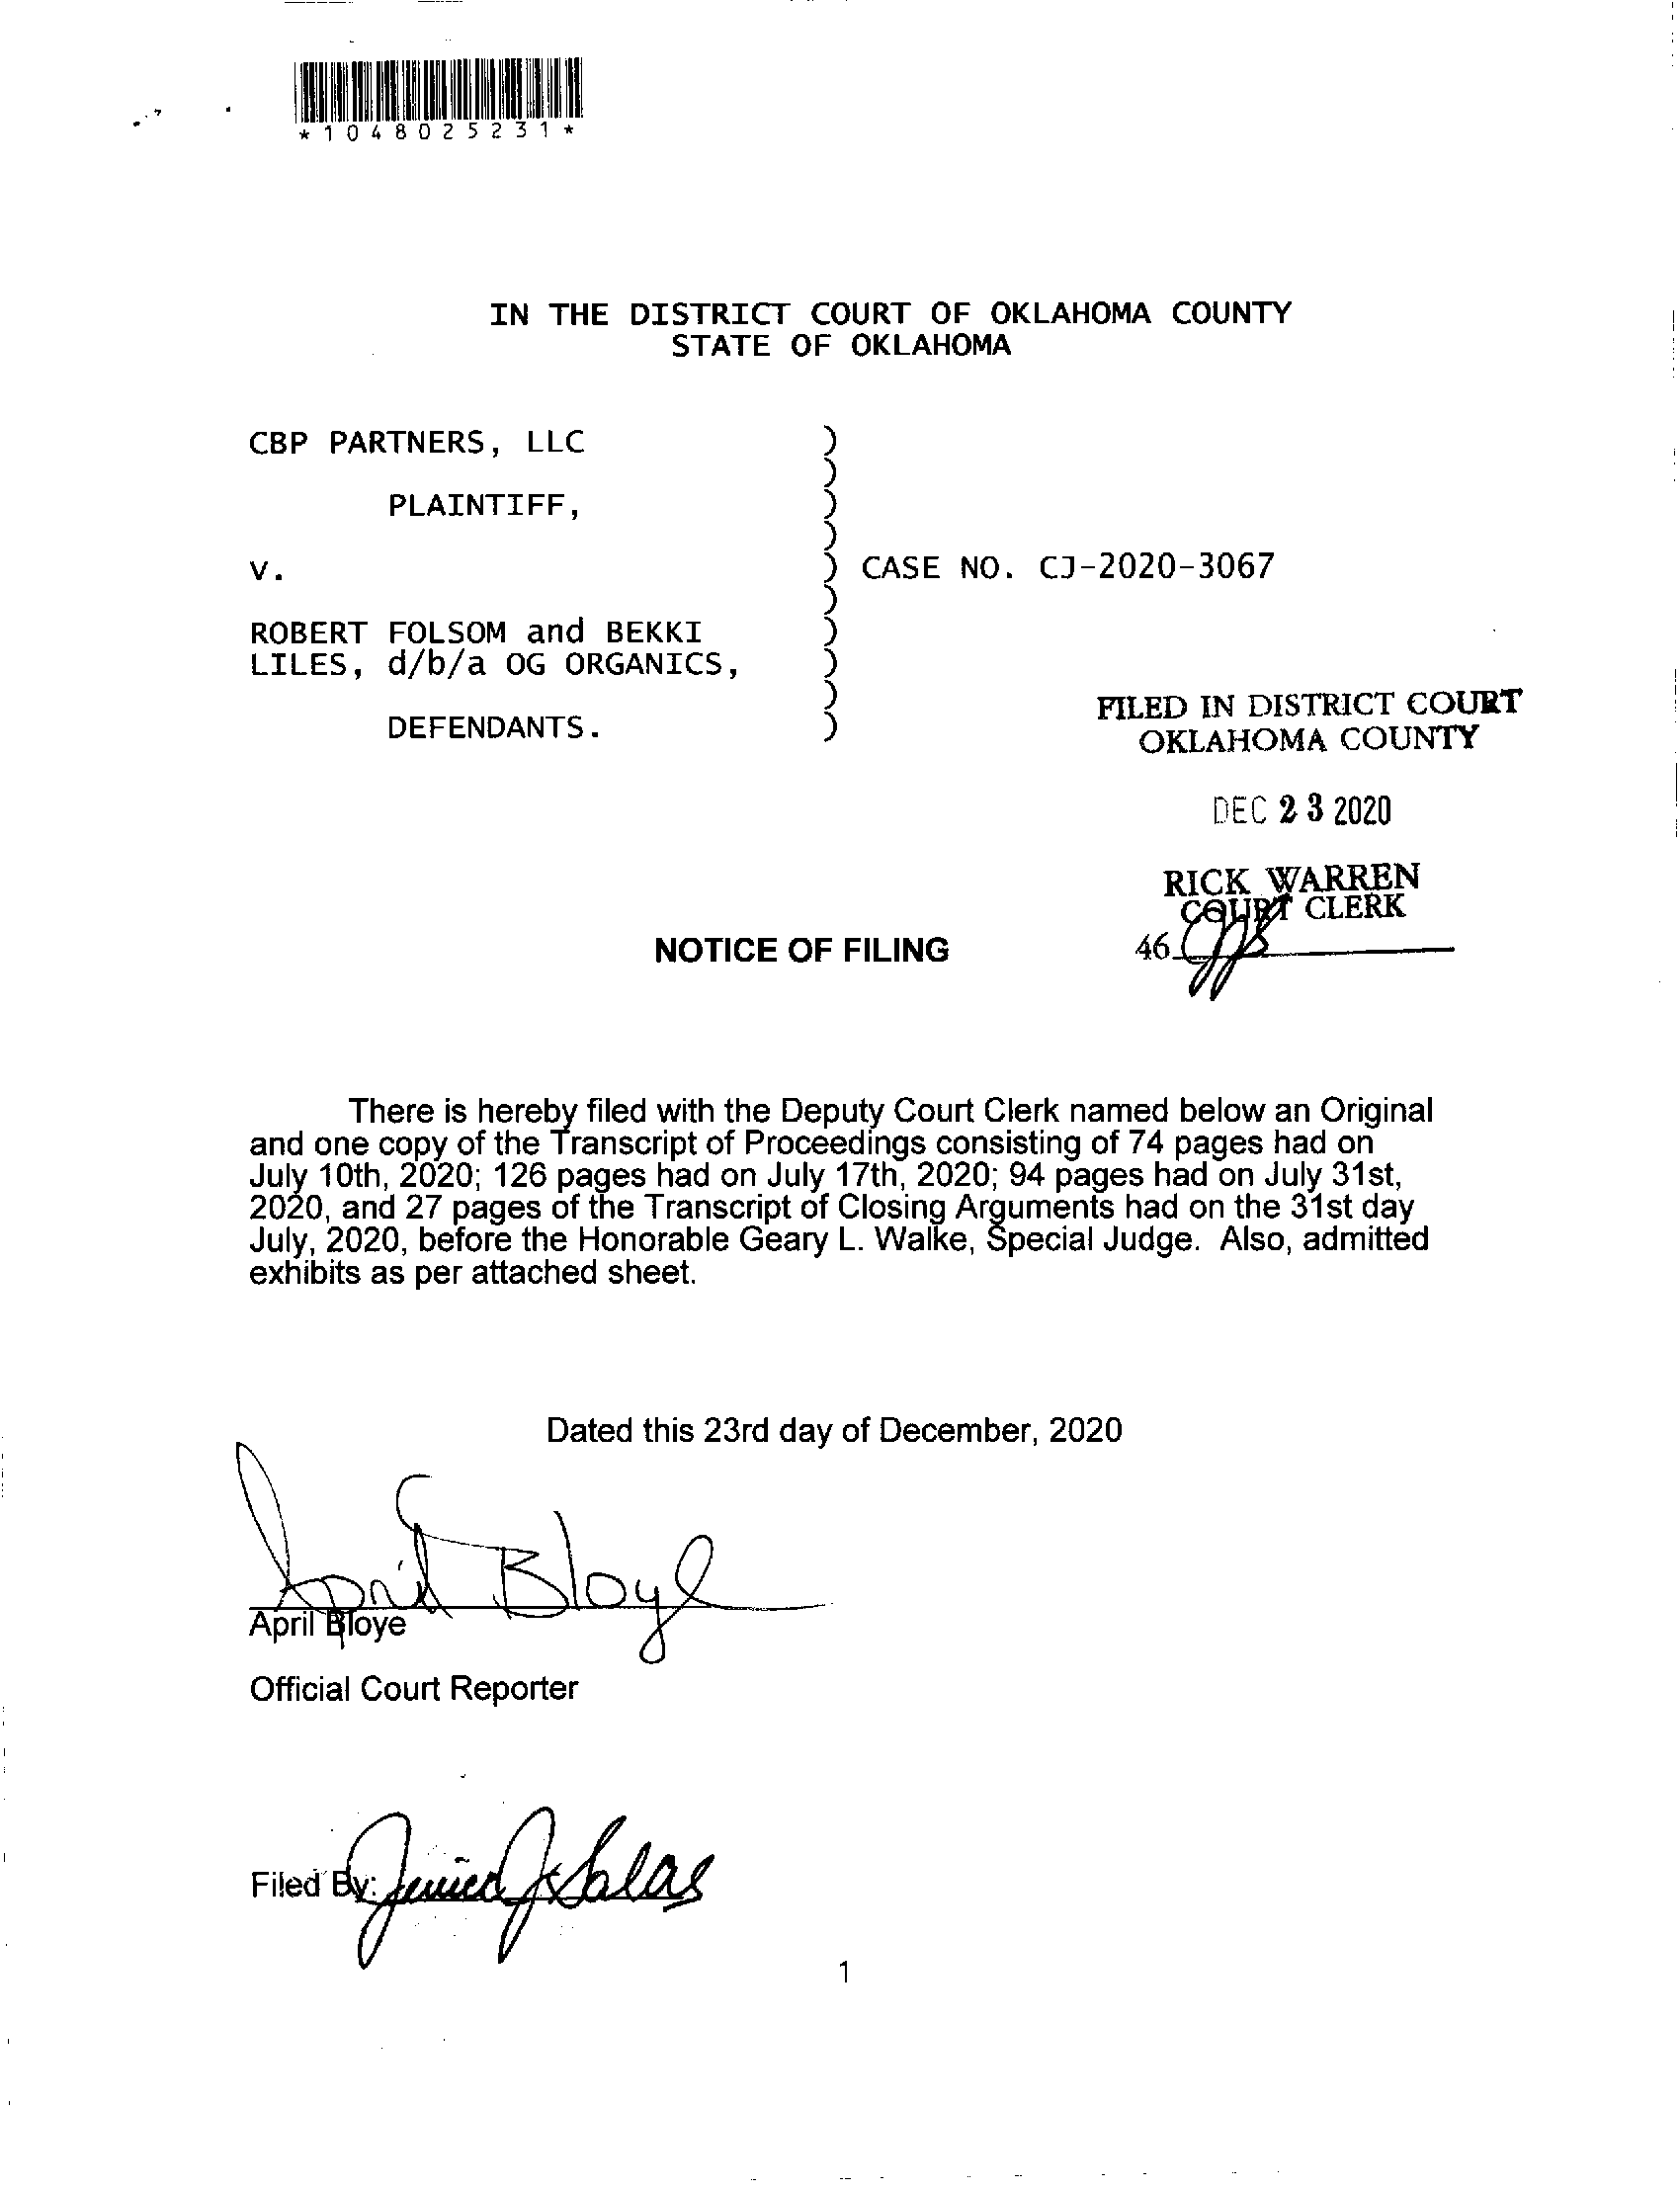 *1048025231*
IN THE DISTRICT COURT OF OKLAHOMA COUNTY
STATE OF OKLAHOMA
CBP PARTNERS, LLC
PLAINTIFF,
v.
CASE NO. CJ-2020-3067
ROBERT FOLSOM and BEKKI
LILES, d/b/a OG ORGANICS,
DEFENDANTS.
FILED IN DISTRICT COURT
OKLAHOMA COUNTY
DEC 23 2020
RICK WARREN
COURT CLERK
46
NOTICE OF FILING
There is hereby filed with the Deputy Court Clerk named below an Original
and one copy of the Transcript of Proceedings consisting of 74 pages had on
July 10th, 2020; 126 pages had on July 17th, 2020; 94 pages had on July 31st,
2020, and 27 pages of the Transcript of Closing Arguments had on the 31st day
July, 2020, before the Honorable Geary L. Walke, Special Judge. Also, admitted
exhibits as per attached sheet.
Dated this 23rd day of December, 2020
April Bloye
April Bloye
Official Court Reporter
Filed By: Salas
1